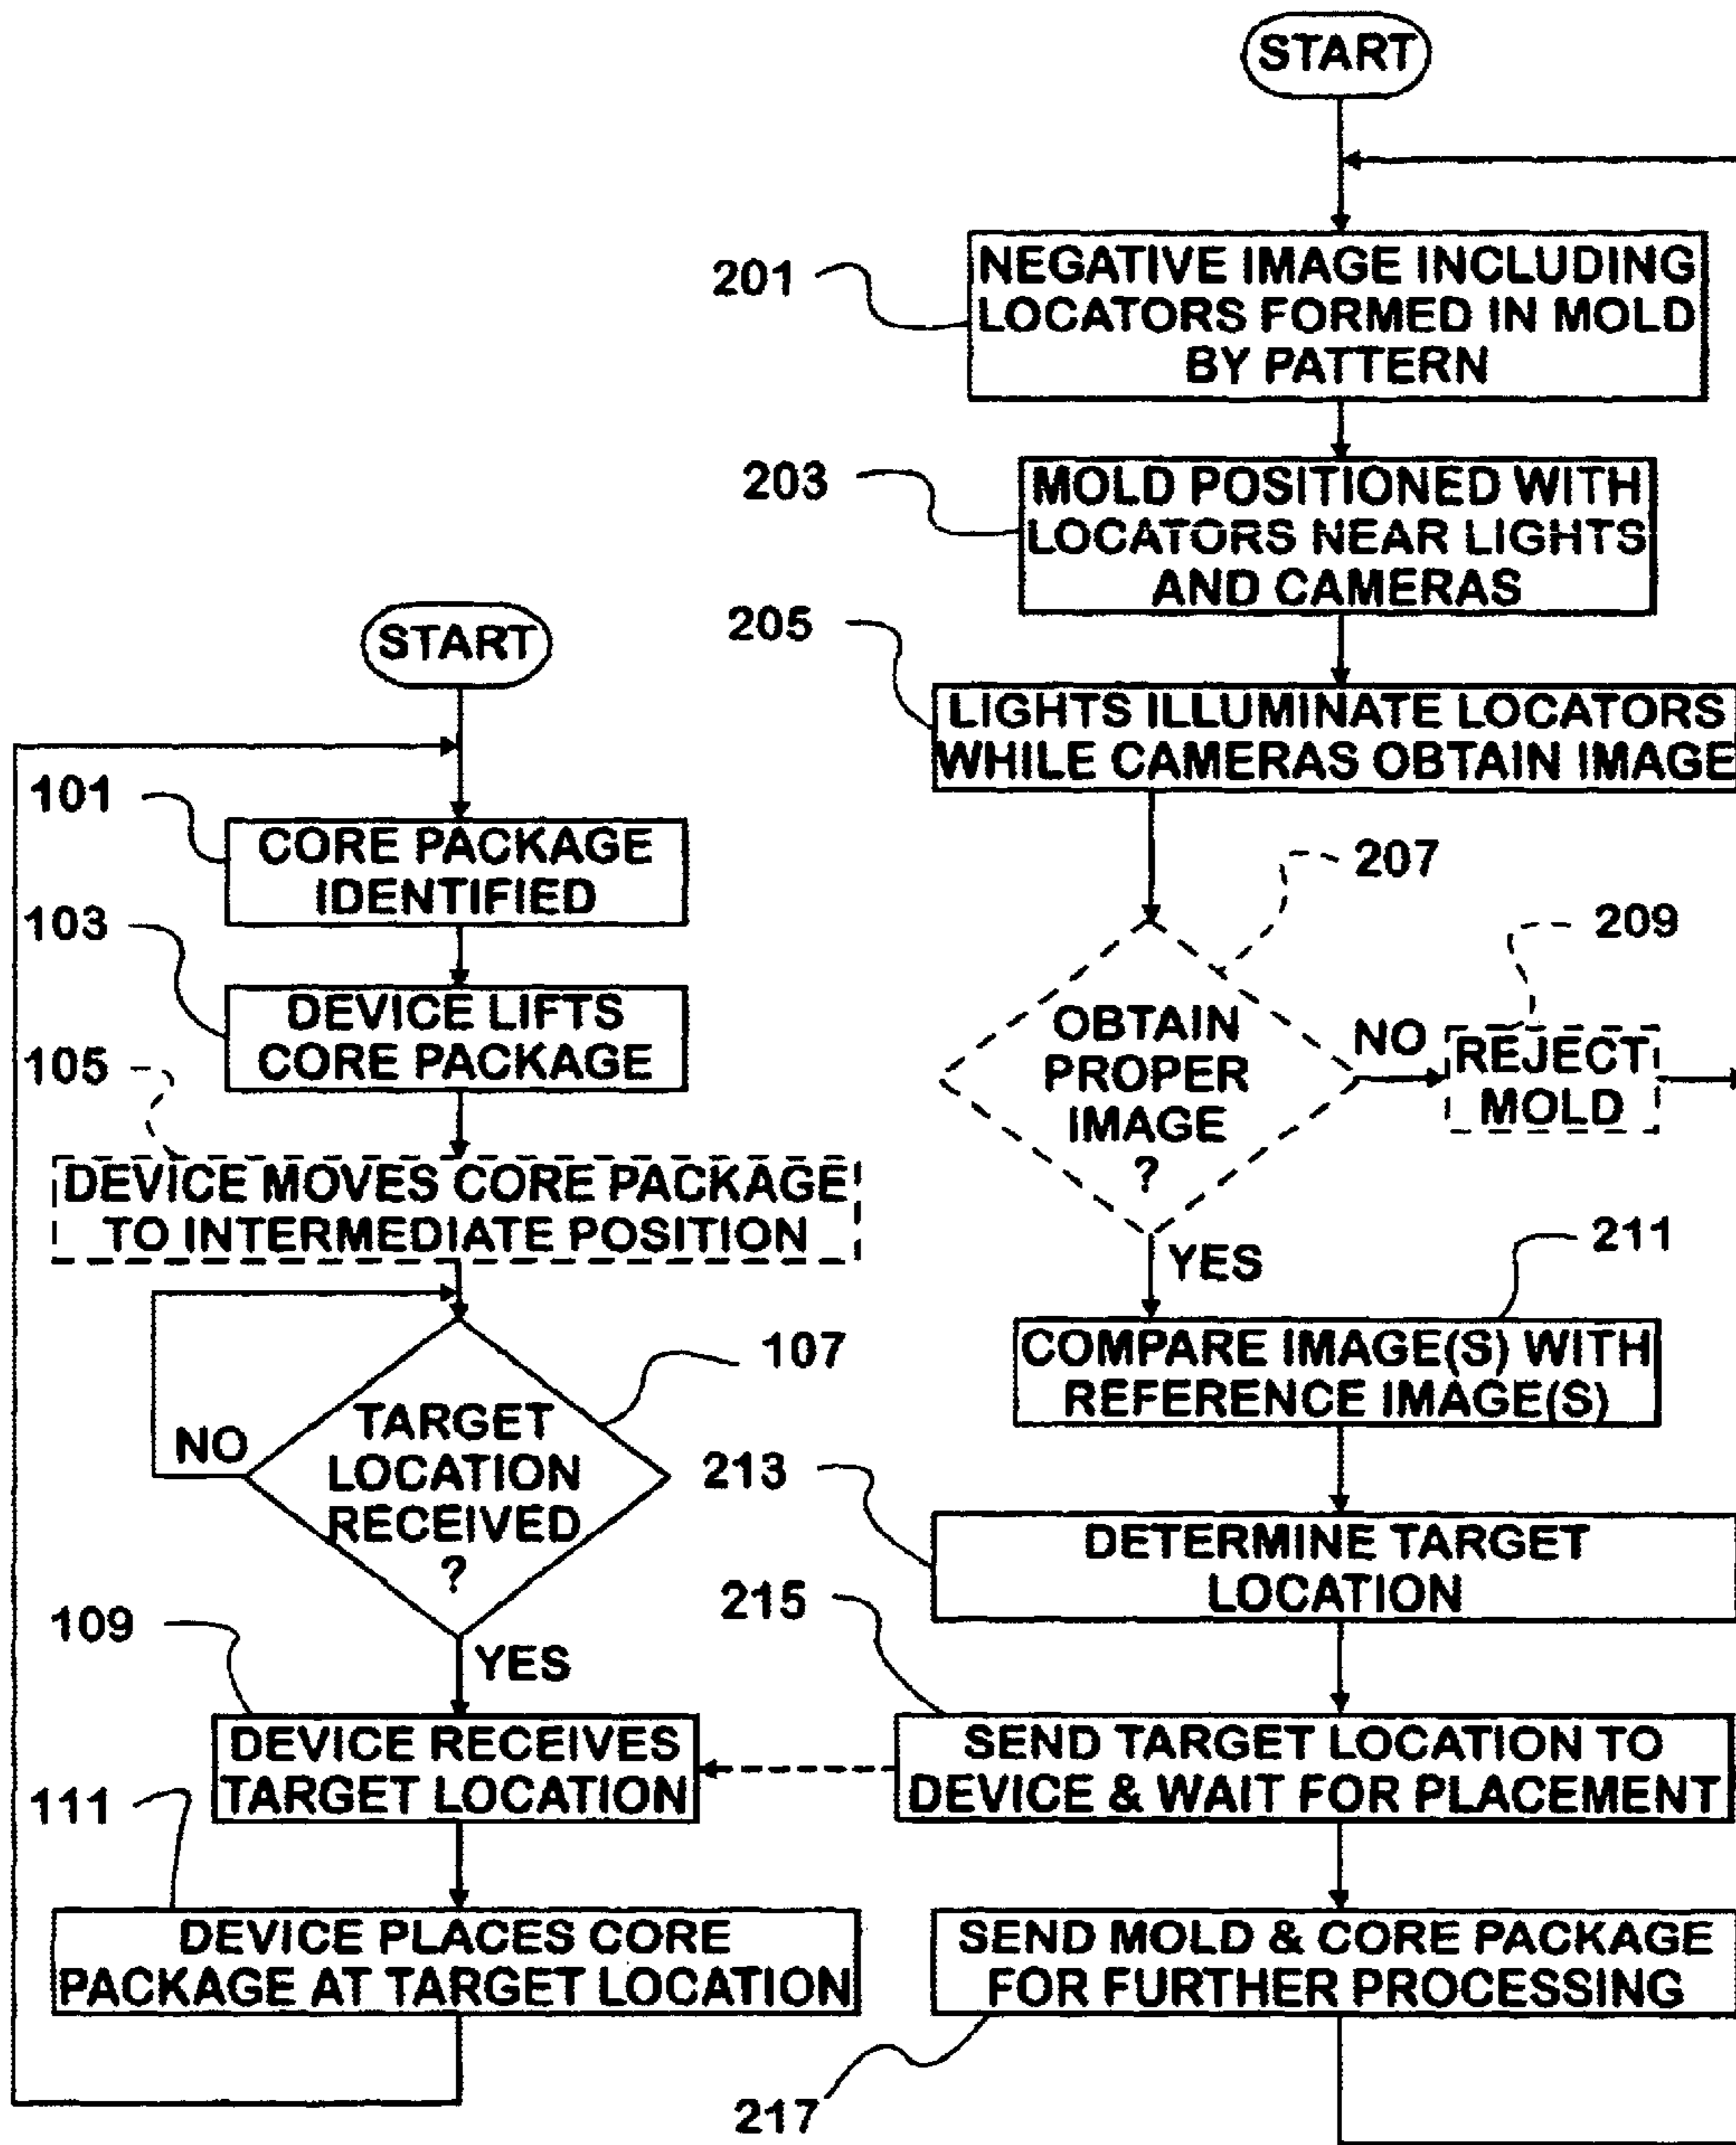 START
101
CORE PACKAGE
IDENTIFIED
103
DEVICE LIFTS
CORE PACKAGE
105
DEVICE MOVES CORE PACKAGE
TO INTERMEDIATE POSITION
107
TARGET
LOCATION
RECEIVED
?
NO
YES
109
DEVICE RECEIVES
TARGET LOCATION
111
DEVICE PLACES CORE
PACKAGE AT TARGET LOCATION
START
201
NEGATIVE IMAGE INCLUDING
LOCATORS FORMED IN MOLD
BY PATTERN
203
MOLD POSITIONED WITH
LOCATORS NEAR LIGHTS
AND CAMERAS
205
LIGHTS ILLUMINATE LOCATORS
WHILE CAMERAS OBTAIN IMAGE
207
OBTAIN
PROPER
IMAGE
?
NO
209
REJECT
MOLD
YES
211
COMPARE IMAGE(S) WITH
REFERENCE IMAGE(S)
213
DETERMINE TARGET
LOCATION
215
SEND TARGET LOCATION TO
DEVICE & WAIT FOR PLACEMENT
SEND MOLD & CORE PACKAGE
FOR FURTHER PROCESSING
217